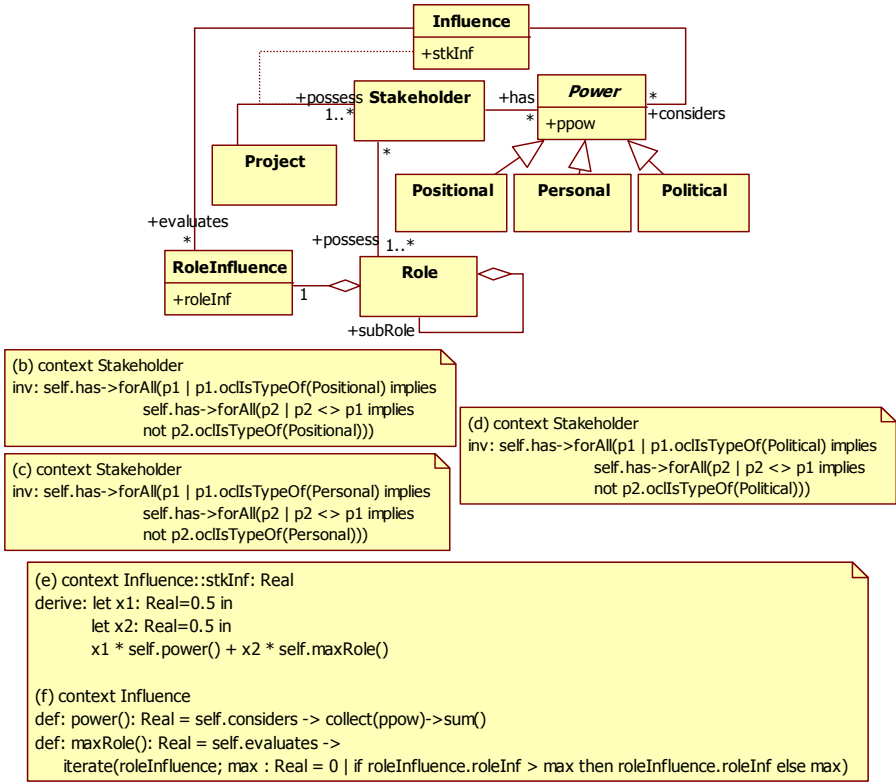 Influence
+stkInf
+possess
1..*
Stakeholder
+has
*
Power
+ppow
*
+considers
Project
*
Positional
Personal
Political
+evaluates
*
+possess
1..*
RoleInfluence
+roleInf
1
Role
+subRole
(b) context Stakeholder
inv: self.has->forAll(p1 | p1.oclIsTypeOf(Positional) implies
self.has->forAll(p2 | p2 <> p1 implies
not p2.oclIsTypeOf(Positional)))
(c) context Stakeholder
inv: self.has->forAll(p1 | p1.oclIsTypeOf(Personal) implies
self.has->forAll(p2 | p2 <> p1 implies
not p2.oclIsTypeOf(Personal)))
(d) context Stakeholder
inv: self.has->forAll(p1 | p1.oclIsTypeOf(Political) implies
self.has->forAll(p2 | p2 <> p1 implies
not p2.oclIsTypeOf(Political)))
(e) context Influence::stkInf: Real
derive: let x1: Real=0.5 in
let x2: Real=0.5 in
x1 * self.power() + x2 * self.maxRole()
(f) context Influence
def: power(): Real = self.considers -> collect(ppow)->sum()
def: maxRole(): Real = self.evaluates ->
iterate(roleInfluence; max : Real = 0 | if roleInfluence.roleInf > max then roleInfluence.roleInf else max)